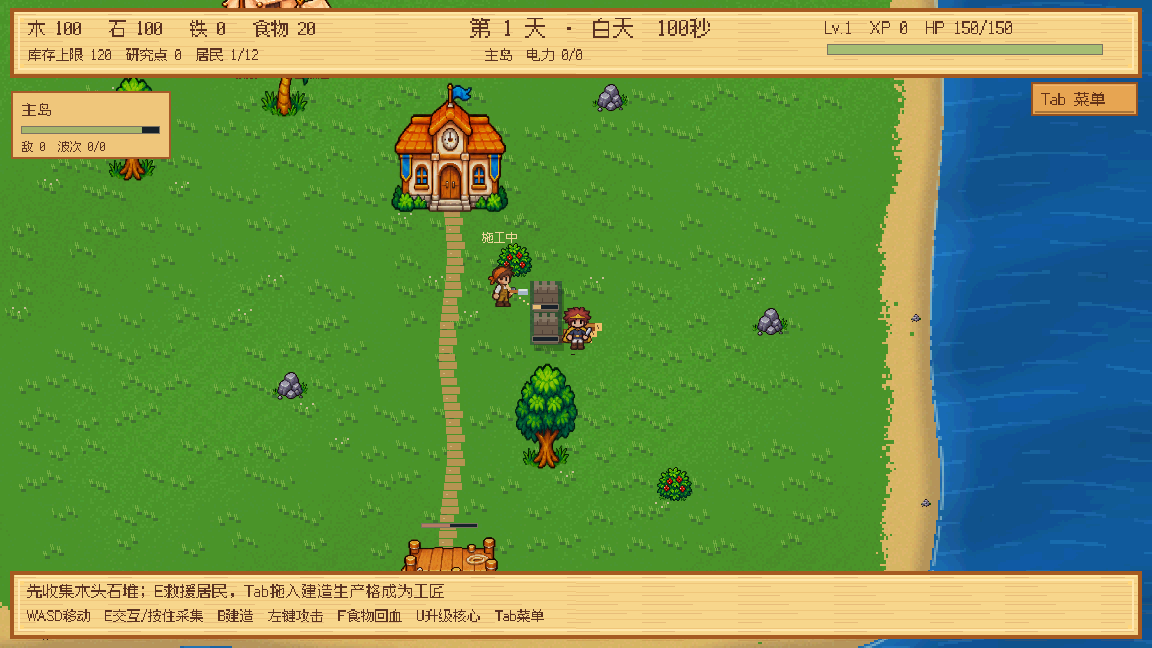 木 100 石 100 铁 0 食物 20
第 1 天 · 白天 100秒
Lv.1 XP 0 HP 150/150
库存上限 120 研究点 0 居民 1/12
主岛 电力 0/0
主岛
敌 0 波次 0/0
Tab 菜单
施工中
先收集木头石堆；E救援居民，Tab拖入建造生产格成为工匠
WASD移动 E交互/按住采集 B建造 左键攻击 F食物回血 U升级核心 Tab菜单